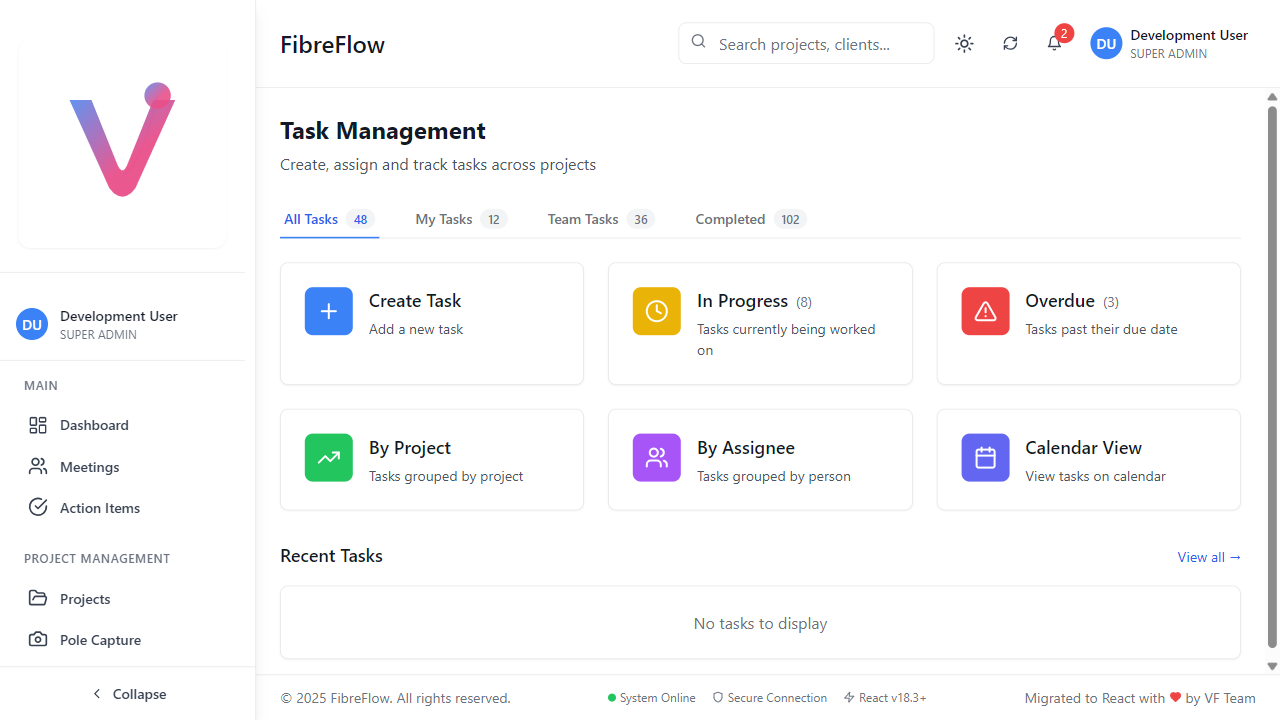 FibreFlow
Search projects, clients...
2
DU
Development User
SUPER ADMIN
DU
Development User
SUPER ADMIN
MAIN
Dashboard
Meetings
Action Items
PROJECT MANAGEMENT
Projects
Pole Capture
Collapse
Task Management
Create, assign and track tasks across projects
All Tasks 48
My Tasks 12
Team Tasks 36
Completed 102
Create Task
Add a new task
In Progress (8)
Tasks currently being worked
on
Overdue (3)
Tasks past their due date
By Project
Tasks grouped by project
By Assignee
Tasks grouped by person
Calendar View
View tasks on calendar
Recent Tasks
View all →
No tasks to display
© 2025 FibreFlow. All rights reserved.
System Online
Secure Connection
React v18.3+
Migrated to React with ❤ by VF Team